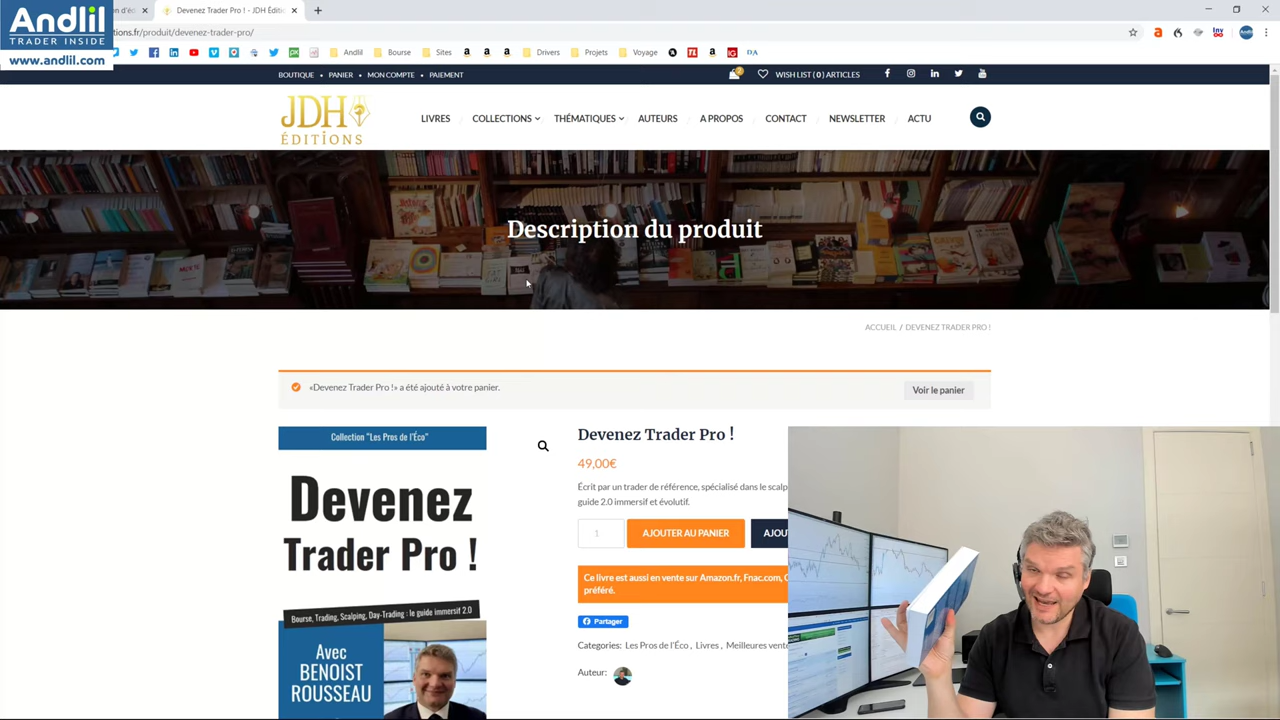 Andlil
TRADER INSIDE
www.andlil.com
on d'é
Devenez Trader Pro ! - JDH Éditi
tions.fr/produit/devenez-trader-pro/
Andlil
Bourse
Sites
Drivers
Projets
Voyage
BOUTIQUE • PANIER • MON COMPTE • PAIEMENT
WISH LIST ( 0 ) ARTICLES
JDH
ÉDITIONS
LIVRES
COLLECTIONS
THÉMATIQUES
AUTEURS
A PROPOS
CONTACT
NEWSLETTER
ACTU
Description du produit
ACCUEIL / DEVENEZ TRADER PRO !
«Devenez Trader Pro !» a été ajouté à votre panier.
Voir le panier
Collection "Les Pros de l'Éco"
Devenez
Trader Pro !
Bourse, Trading, Scalping, Day-Trading : le guide immersif 2.0
Avec
BENOIST
ROUSSEAU
Devenez Trader Pro !
49,00€
Écrit par un trader de référence, spécialisé dans le scalp
guide 2.0 immersif et évolutif.
1
AJOUTER AU PANIER
AJOU
Ce livre est aussi en vente sur Amazon.fr, Fnac.com,
préféré.
Partager
Categories: Les Pros de l'Éco , Livres , Meilleures vente
Auteur: